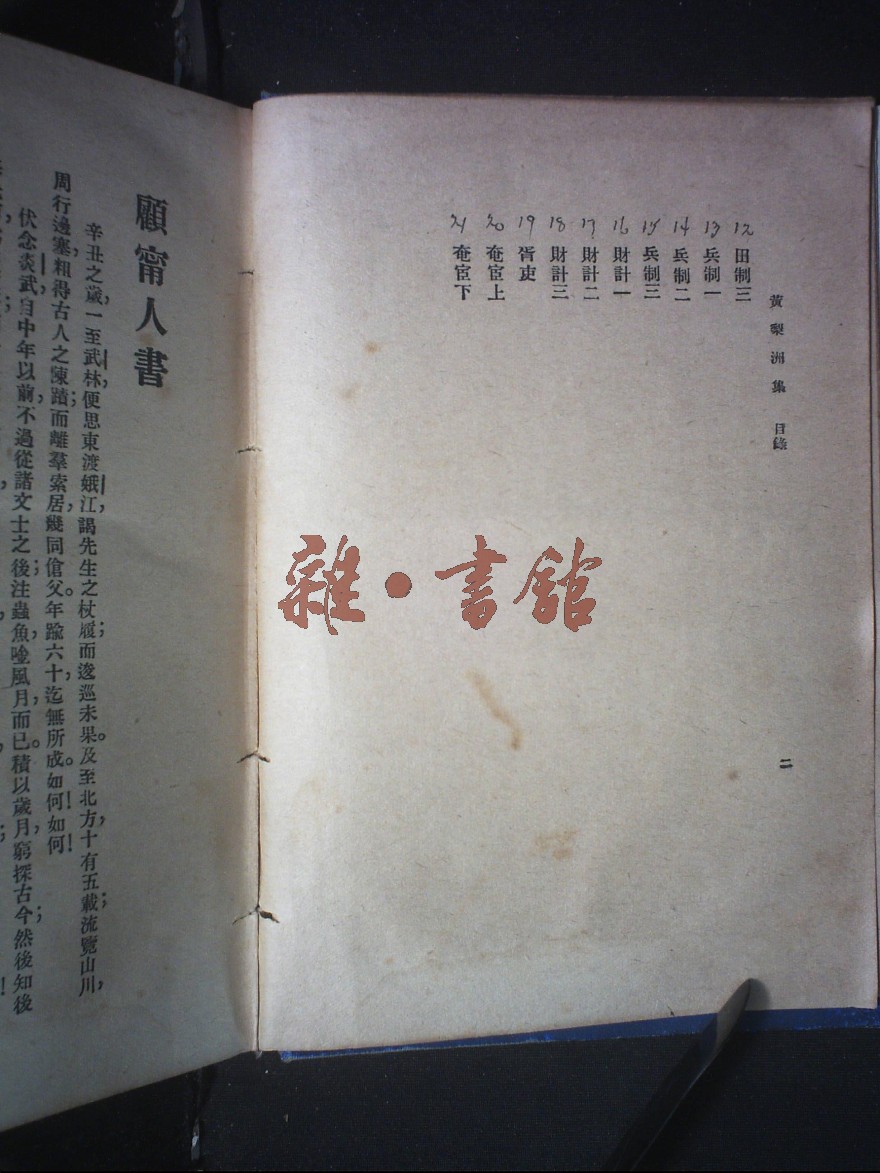 黃梨洲集 目錄
二
12 田制三
13 兵制一
14 兵制二
15 兵制三
16 財計一
17 財計二
18 財計三
19 胥吏
20 奄宦上
21 奄宦下
雜·書館
顧甯人書
辛丑之歲，一至武林，便思東渡娥江，謁先生之杖履；而逡巡未果。及至北方，十有五載；流覽山川，
周行邊塞，粗得古人之陳蹟；而離羣索居，幾同傖父。年踰六十，迄無所成。如何！如何！
伏念炎武自中年以前，不過從諸文士之後；注蟲魚，唫風月而已。積以歲月，窮探古今；然後知後